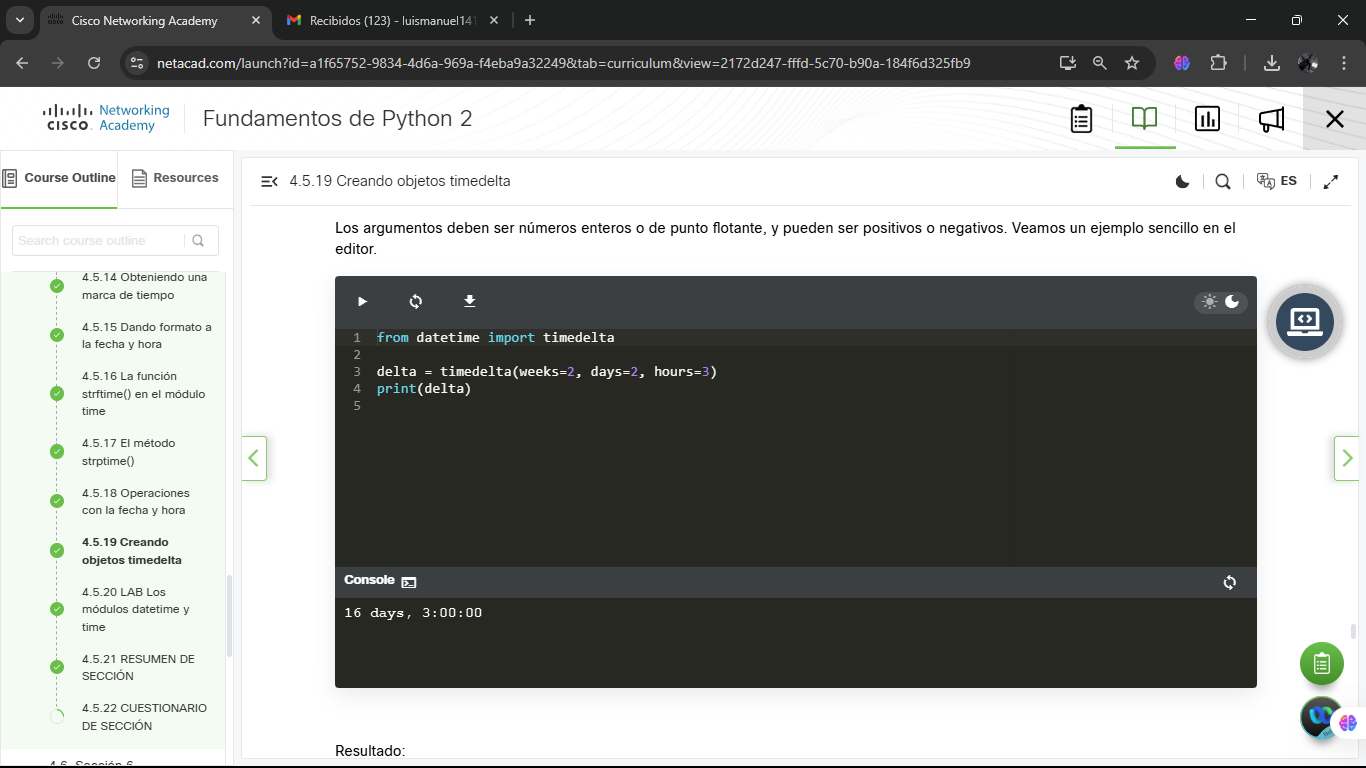 Cisco Networking Academy
Recibidos (123) - luismanuel141
netacad.com/launch?id=a1f65752-9834-4d6a-969a-f4eba9a32249&tab=curriculum&view=2172d247-fffd-5c70-b90a-184f6d325fb9
CISCO Networking Academy
Fundamentos de Python 2
Course Outline
Resources
Search course outline
4.5.14 Obteniendo una
marca de tiempo
4.5.15 Dando formato a
la fecha y hora
4.5.16 La función
strftime() en el módulo
time
4.5.17 El método
strptime()
4.5.18 Operaciones
con la fecha y hora
4.5.19 Creando
objetos timedelta
4.5.20 LAB Los
módulos datetime y
time
4.5.21 RESUMEN DE
SECCIÓN
4.5.22 CUESTIONARIO
DE SECCIÓN
4.6 Sección 6
4.5.19 Creando objetos timedelta
ES
Los argumentos deben ser números enteros o de punto flotante, y pueden ser positivos o negativos. Veamos un ejemplo sencillo en el
editor.
1 from datetime import timedelta
2
3 delta = timedelta(weeks=2, days=2, hours=3)
4 print(delta)
5
Console
16 days, 3:00:00
Resultado: